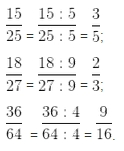 15/25 = 15 : 5 / 25 : 5 = 3/5;
18/27 = 18 : 9 / 27 : 9 = 2/3;
36/64 = 36 : 4 / 64 : 4 = 9/16.